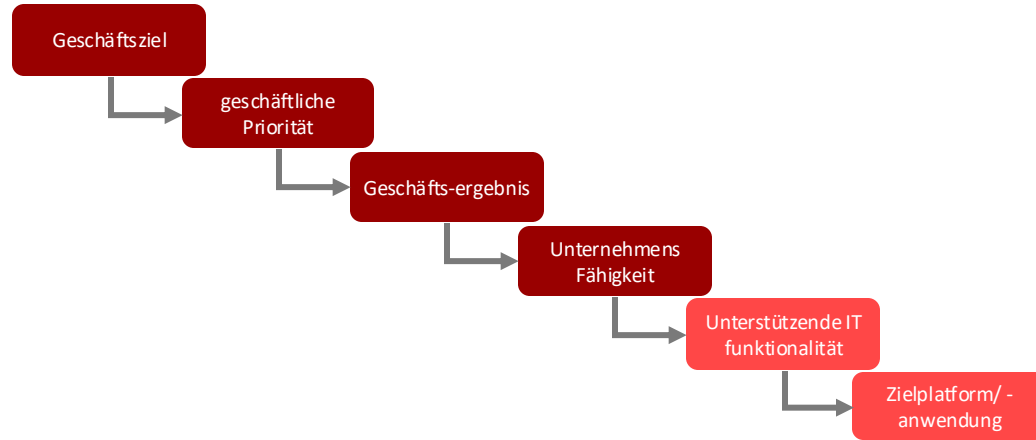 Geschäftsziel
geschäftliche
Priorität
Geschäfts-ergebnis
Unternehmens
Fähigkeit
Unterstützende IT
funktionalität
Zielplatform/ -
anwendung